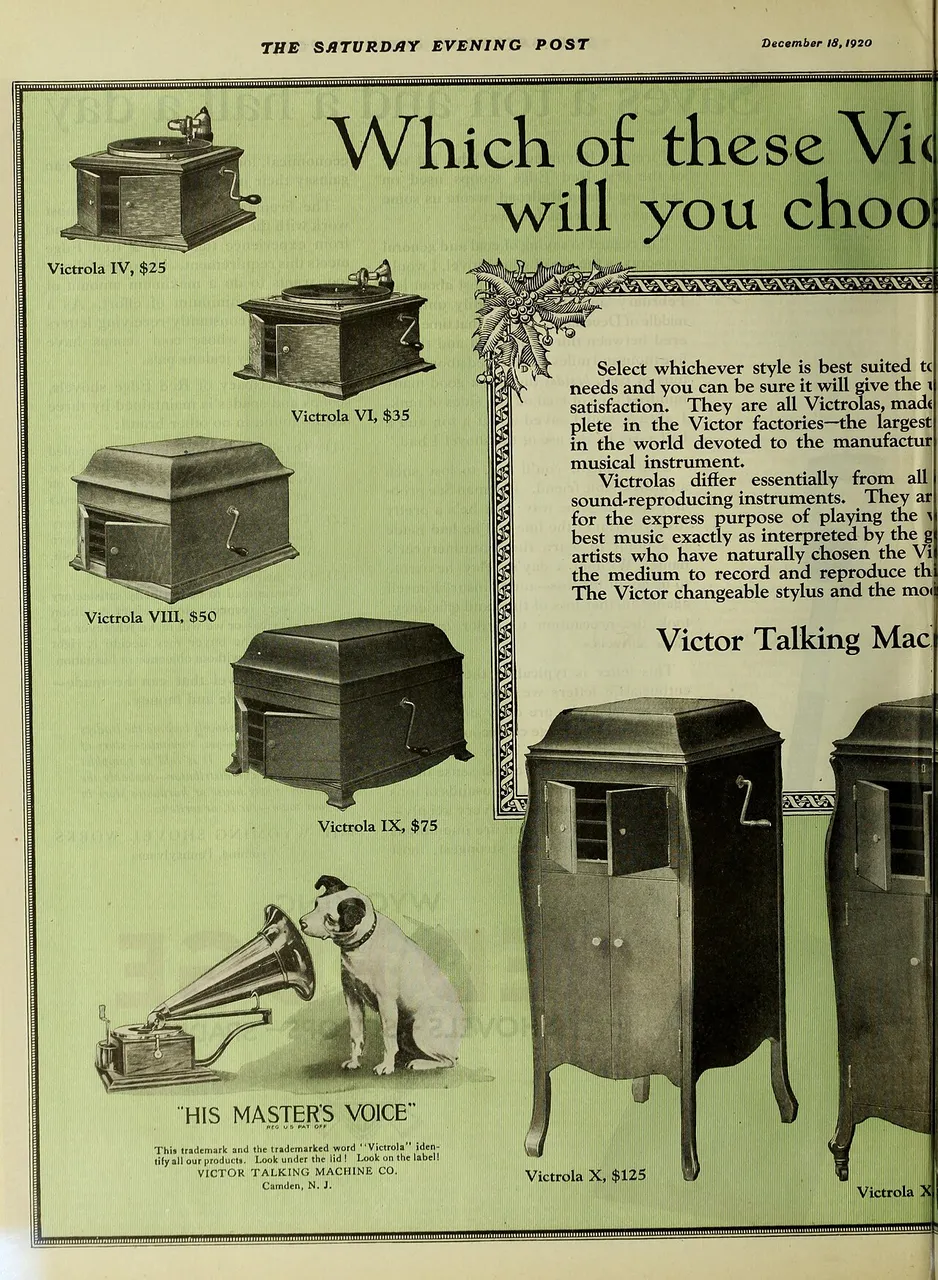 THE SATURDAY EVENING POST
December 18, 1920
Which of these Vic
will you choo
Victrola IV, $25
Victrola VI, $35
Victrola VIII, $50
Victrola IX, $75
Select whichever style is best suited to
needs and you can be sure it will give the
satisfaction. They are all Victrolas, made
plete in the Victor factories—the largest
in the world devoted to the manufactur
musical instrument.
Victrolas differ essentially from all
sound-reproducing instruments. They ar
for the express purpose of playing the
best music exactly as interpreted by the g
artists who have naturally chosen the Vi
the medium to record and reproduce th
The Victor changeable stylus and the mo
Victor Talking Mac
"HIS MASTER'S VOICE"
REG U S PAT OFF
This trademark and the trademarked word "Victrola" iden-
tify all our products. Look under the lid! Look on the label!
VICTOR TALKING MACHINE CO.
Camden, N. J.
Victrola X, $125
Victrola X